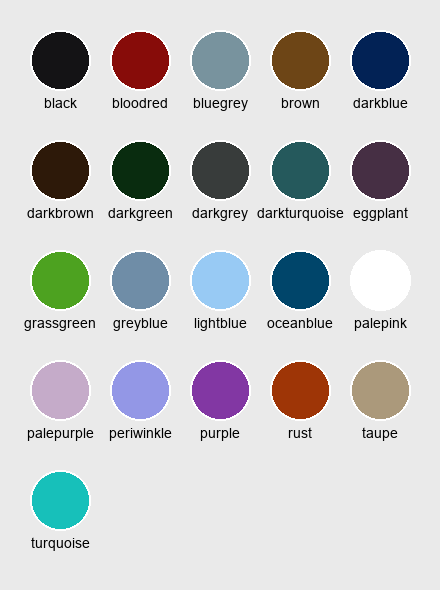 black bloodred bluegrey brown darkblue
darkbrown darkgreen darkgrey darkturquoise eggplant
grassgreen greyblue lightblue oceanblue palepink
palepurple periwinkle purple rust taupe
turquoise